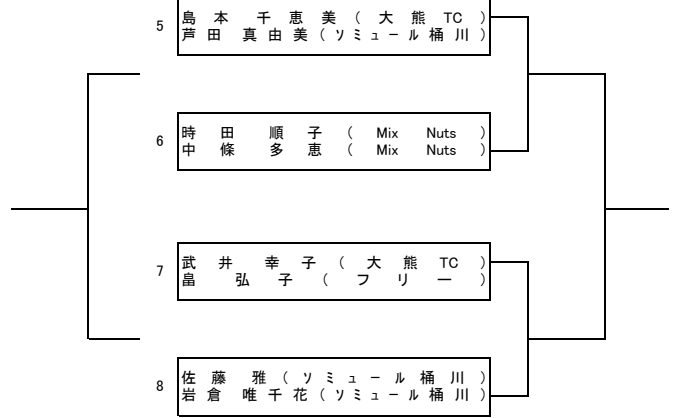 5
島本 千恵美(大熊TC)
芦田 真由美(ソミュール桶川)
6
時田 順子(Mix Nuts)
中條 多恵(Mix Nuts)
7
武井 幸子(大熊TC)
畠 弘子(フリー)
8
佐藤 雅(ソミュール桶川)
岩倉 唯千花(ソミュール桶川)